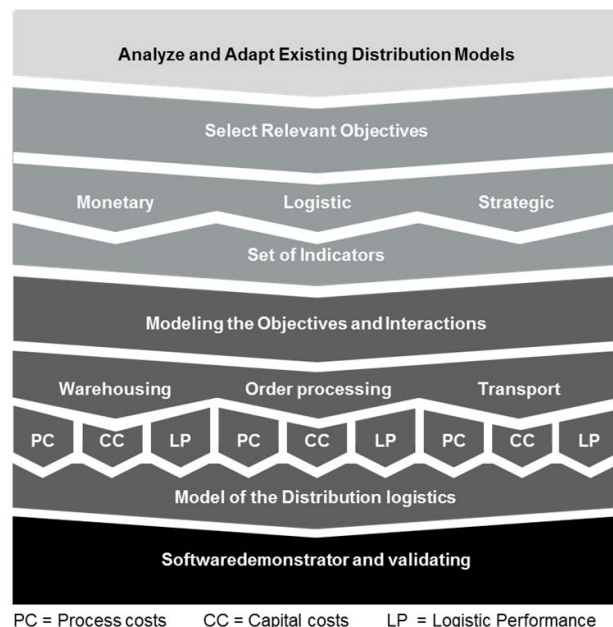 Analyze and Adapt Existing Distribution Models
Select Relevant Objectives
Monetary Logistic Strategic
Set of Indicators
Modeling the Objectives and Interactions
Warehousing Order processing Transport
PC CC LP PC CC LP PC CC LP
Model of the Distribution logistics
Softwaredemonstrator and validating
PC = Process costs CC = Capital costs LP = Logistic Performance